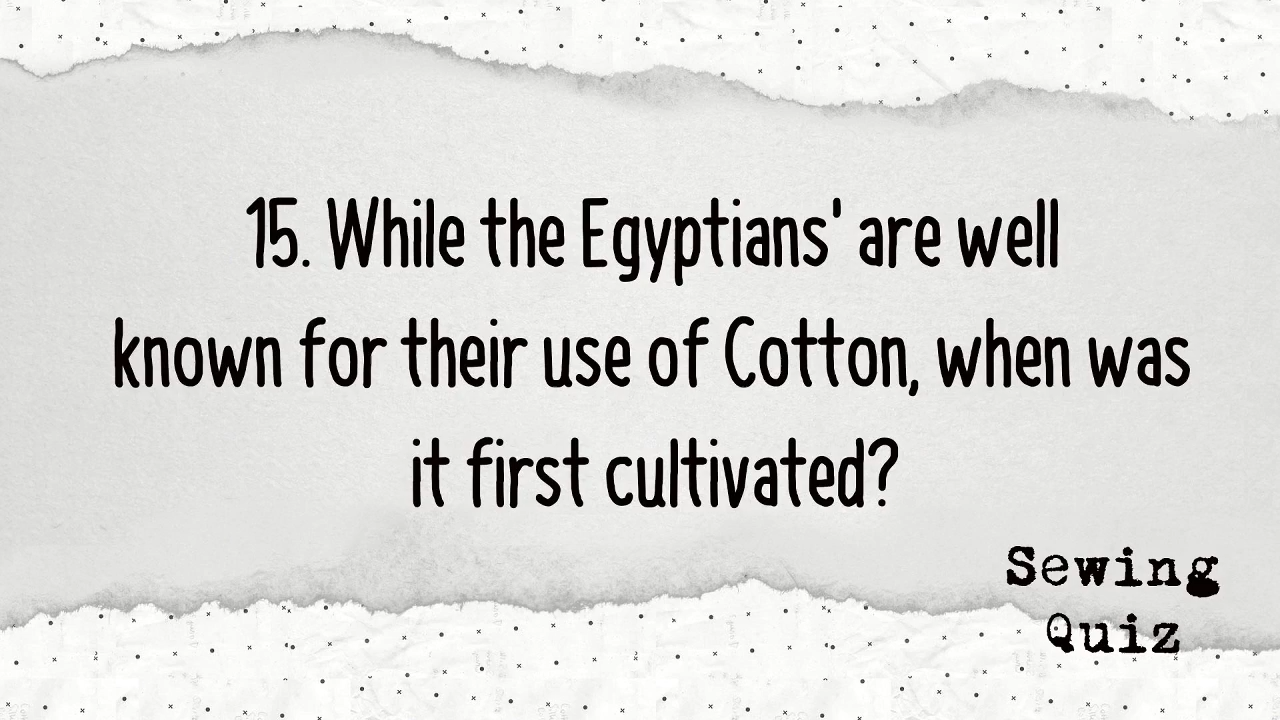 15. While the Egyptians' are well
known for their use of Cotton, when was
it first cultivated?
Sewing
Quiz